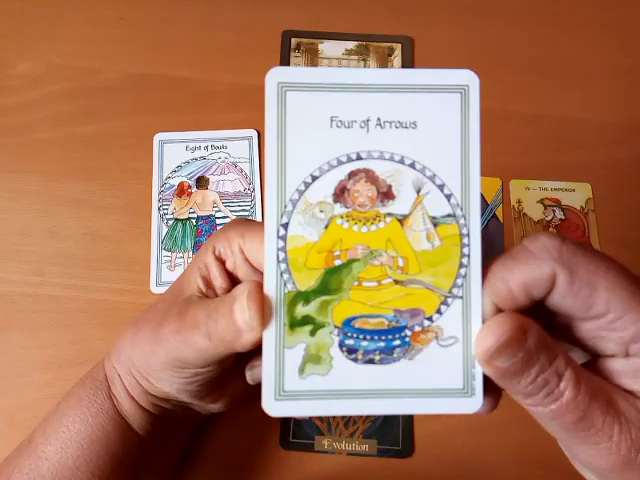 Four of Arrows
Eight of Bowls
IV — THE EMPEROR
Evolution